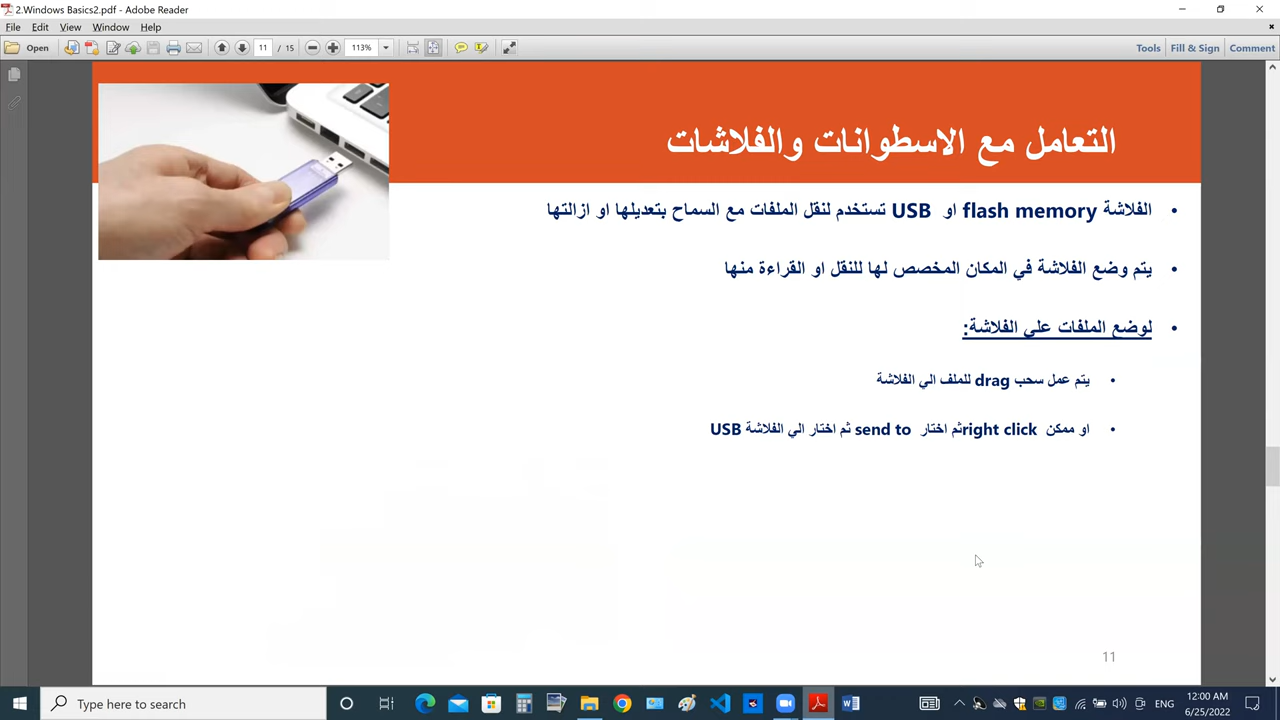 2.Windows Basics2.pdf - Adobe Reader
File Edit View Window Help
Open 11 / 15 113% Tools Fill & Sign Comment
التعامل مع الاسطوانات والفلاشات
• الفلاشة flash memory او USB تستخدم لنقل الملفات مع السماح بتعديلها او ازالتها
• يتم وضع الفلاشة في المكان المخصص لها للنقل او القراءة منها
• لوضع الملفات علي الفلاشة:
• يتم عمل سحب drag للملف الي الفلاشة
• او ممكن right click ثم اختار send to ثم اختار الي الفلاشة USB
11
Type here to search
ENG
12:00 AM
6/25/2022